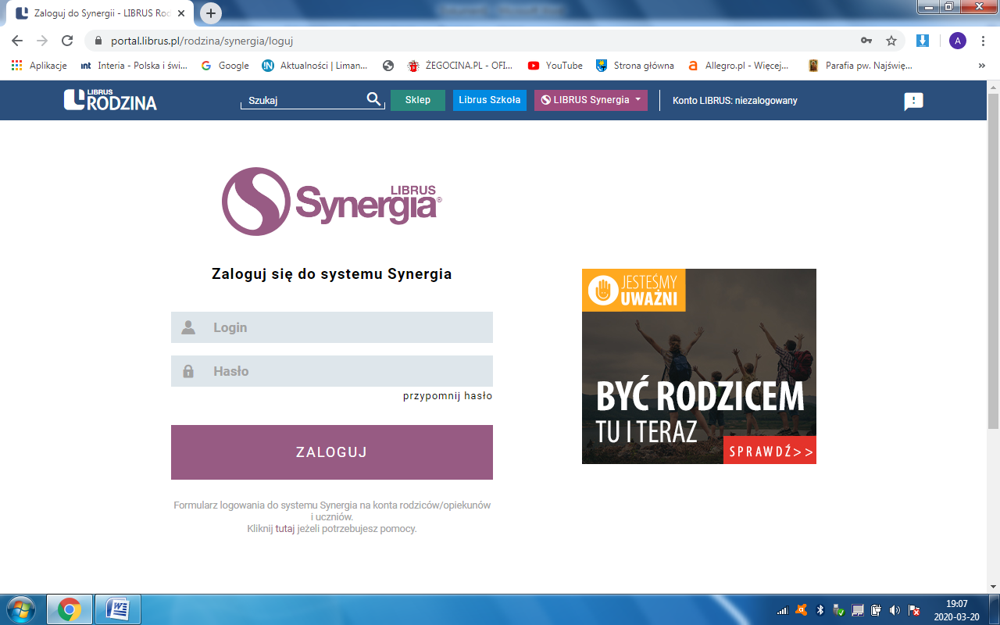 Zaloguj do Synergii - LIBRUS Rod
portal.librus.pl/rodzina/synergia/loguj
A
Aplikacje
int Interia - Polska i świ...
G Google
IN Aktualności | Liman...
ŻEGOCINA.PL - OFI...
YouTube
Strona główna
a Allegro.pl - Więcej...
Parafia pw. Najświę...
»
LIBRUS
RODZINA
Szukaj
Sklep
Librus Szkoła
LIBRUS Synergia
Konto LIBRUS: niezalogowany
!
LIBRUS
Synergia®
Zaloguj się do systemu Synergia
Login
Hasło
przypomnij hasło
ZALOGUJ
Formularz logowania do systemu Synergia na konta rodziców/opiekunów
i uczniów.
Kliknij tutaj jeżeli potrzebujesz pomocy.
JESTEŚMY
UWAŻNI
BYĆ RODZICEM
TU I TERAZ
SPRAWDŹ>>
19:07
2020-03-20